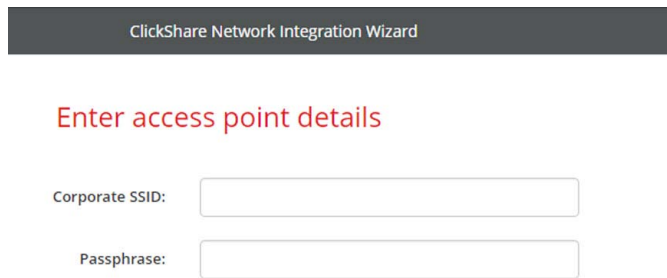 ClickShare Network Integration Wizard
Enter access point details
Corporate SSID:
Passphrase: